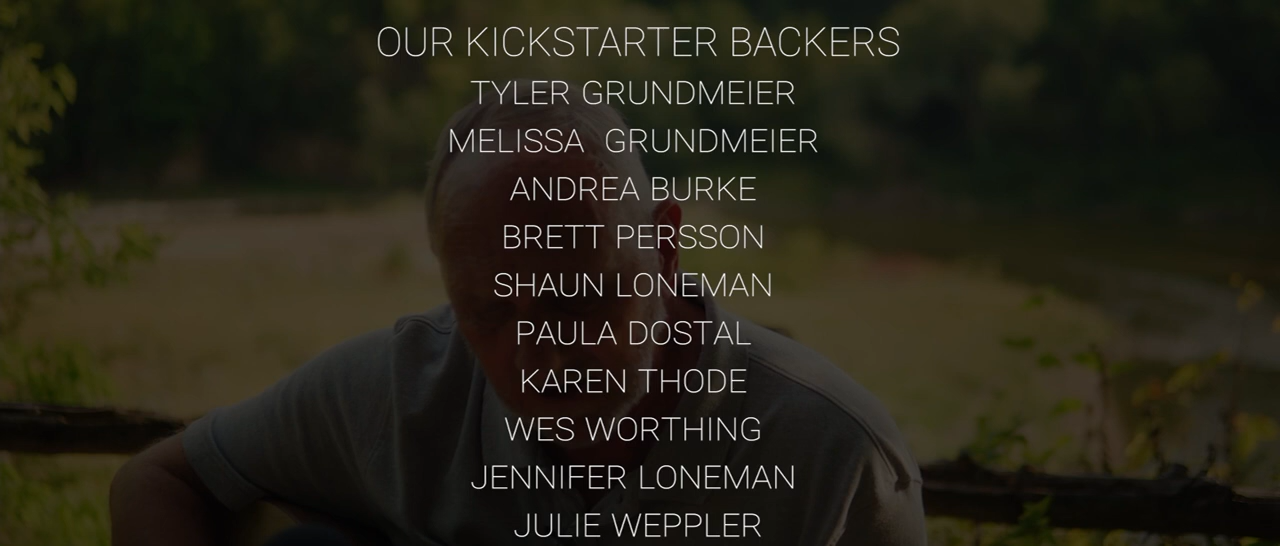 OUR KICKSTARTER BACKERS
TYLER GRUNDMEIER
MELISSA GRUNDMEIER
ANDREA BURKE
BRETT PERSSON
SHAUN LONEMAN
PAULA DOSTAL
KAREN THODE
WES WORTHING
JENNIFER LONEMAN
JULIE WEPPLER